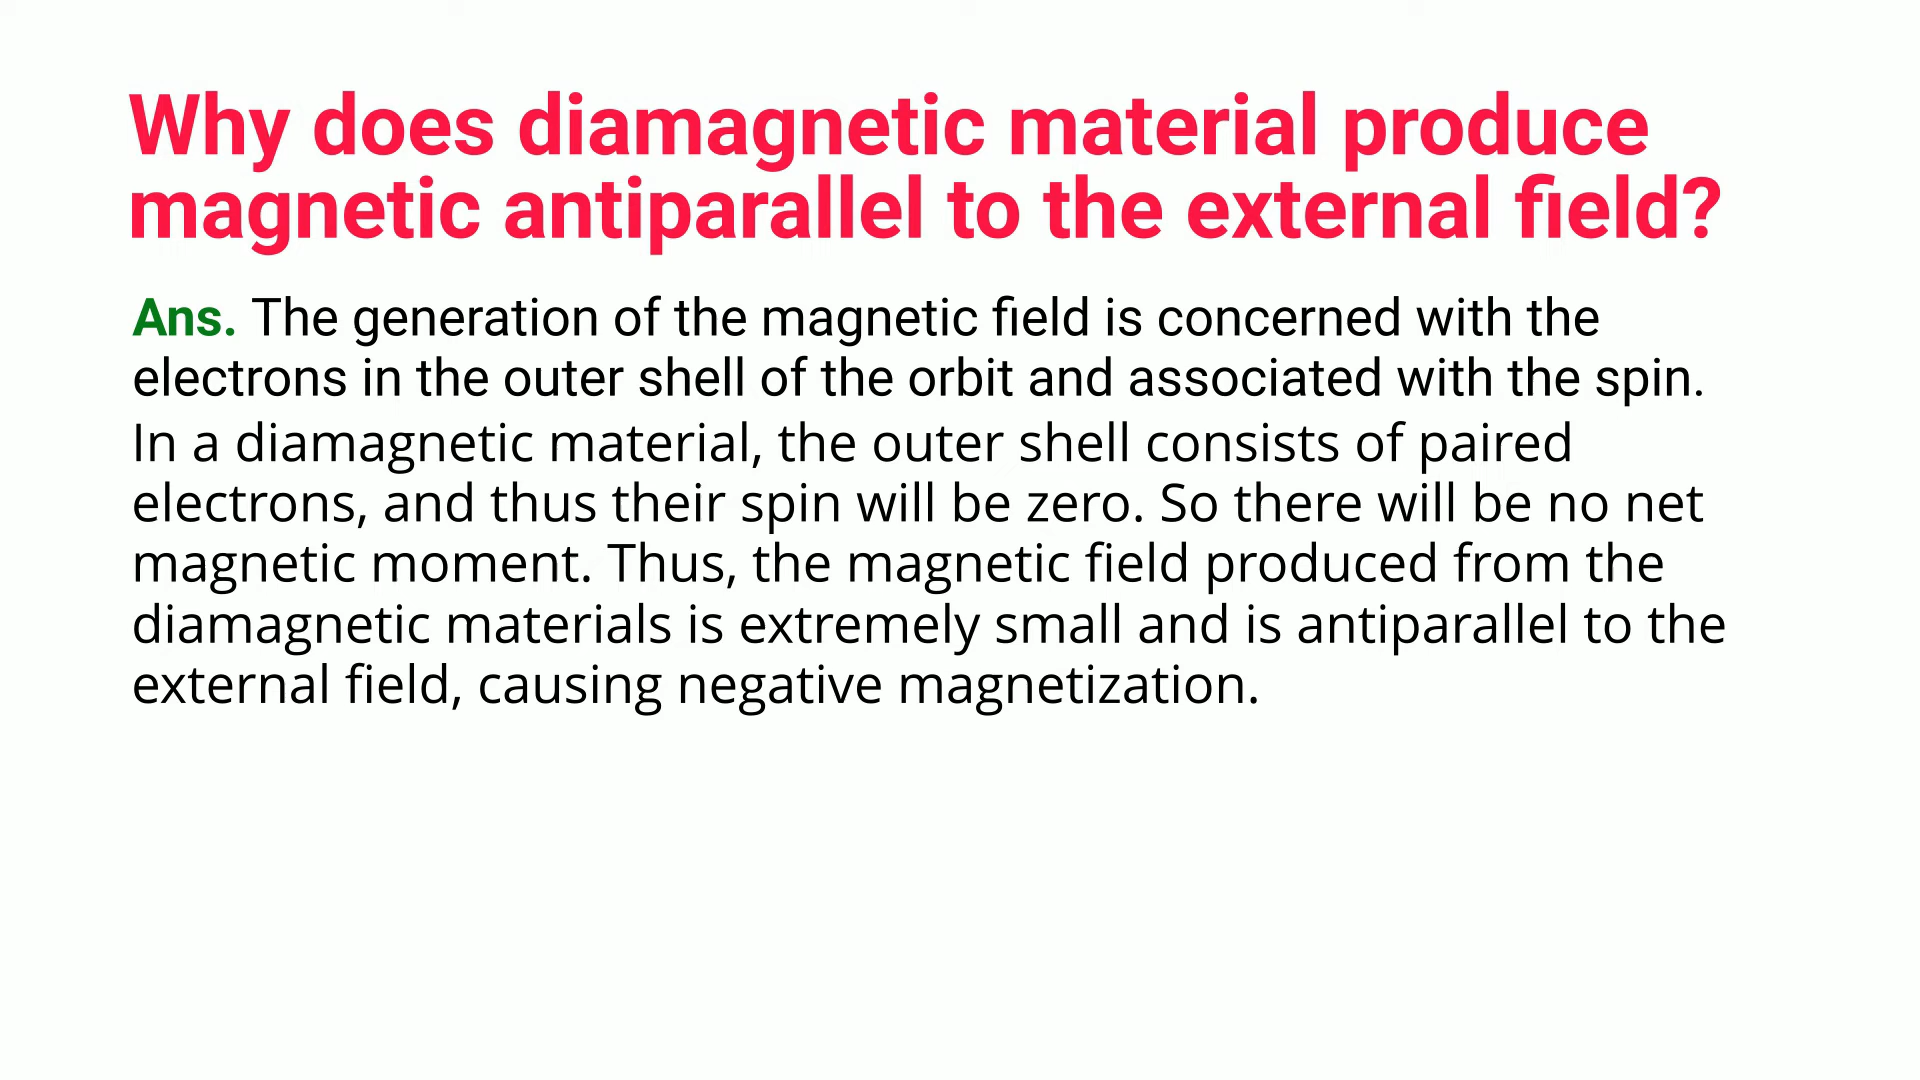 Why does diamagnetic material produce
magnetic antiparallel to the external field?
Ans. The generation of the magnetic field is concerned with the
electrons in the outer shell of the orbit and associated with the spin.
In a diamagnetic material, the outer shell consists of paired
electrons, and thus their spin will be zero. So there will be no net
magnetic moment. Thus, the magnetic field produced from the
diamagnetic materials is extremely small and is antiparallel to the
external field, causing negative magnetization.